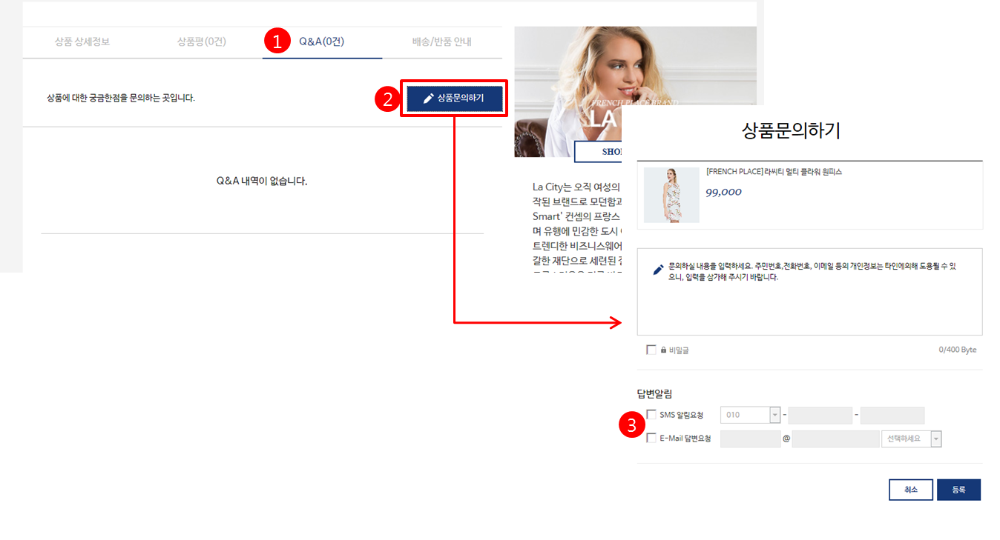 상품 상세정보
상품평(0건)
1
Q&A(0건)
배송/반품 안내
상품에 대한 궁금한점을 문의하는 곳입니다.
2
상품문의하기
Q&A 내역이 없습니다.
FRENCH PLACE BRAND
LA
La City는 오직 여성의
작된 브랜드로 모던함과
Smart' 컨셉의 프랑스
며 유행에 민감한 도시
트렌디한 비즈니스웨어
갈한 재단으로 세련된
상품문의하기
[FRENCH PLACE]라씨티 멀티 플라워 원피스
99,000
문의하실 내용을 입력하세요. 주민번호,전화번호, 이메일 등의 개인정보는 타인에의해 도용될 수 있
으니, 입력을 삼가해 주시기 바랍니다.
비밀글
0/400 Byte
답변알림
3
SMS 알림요청
010
-
-
E-Mail 답변요청
@
선택하세요
취소
등록